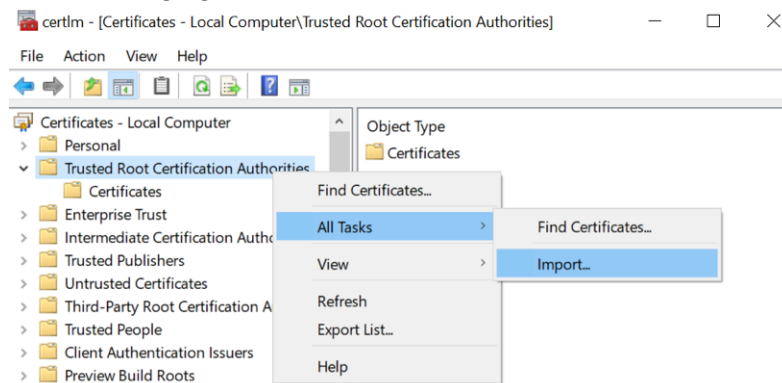 certlm - [Certificates - Local Computer\Trusted Root Certification Authorities]
File Action View Help
Certificates - Local Computer
Personal
Trusted Root Certification Authorities
Certificates
Enterprise Trust
Intermediate Certification Autho
Trusted Publishers
Untrusted Certificates
Third-Party Root Certification A
Trusted People
Client Authentication Issuers
Preview Build Roots
Object Type
Certificates
Find Certificates...
All Tasks
View
Refresh
Export List...
Help
Find Certificates...
Import...